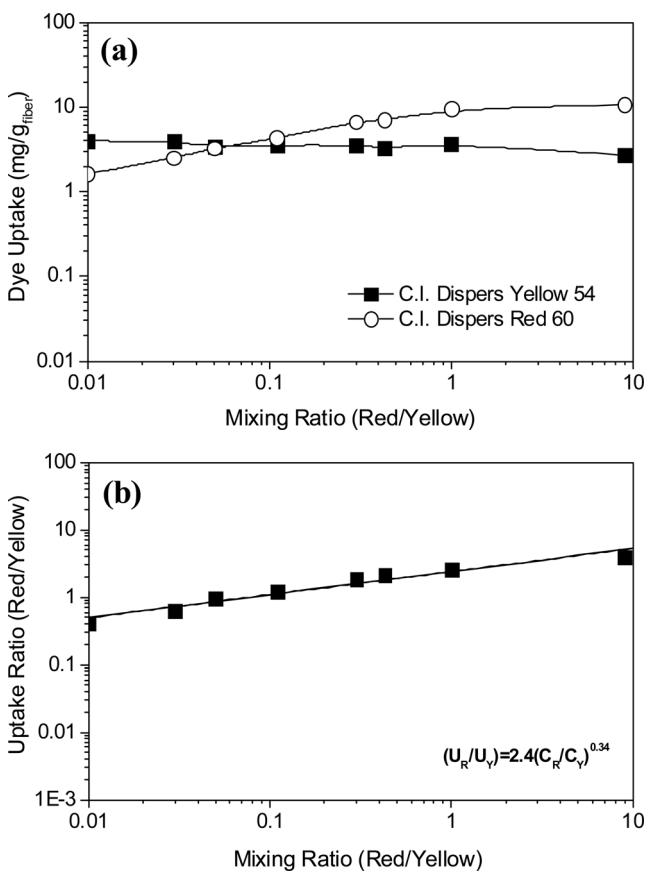 (a)
100
10
1
0.1
0.01
Dye Uptake (mg/g_fiber)
C.I. Dispers Yellow 54
C.I. Dispers Red 60
0.01 0.1 1 10
Mixing Ratio (Red/Yellow)
(b)
100
10
1
0.1
0.01
1E-3
Uptake Ratio (Red/Yellow)
(U_R/U_Y)=2.4(C_R/C_Y)^0.34
0.01 0.1 1 10
Mixing Ratio (Red/Yellow)